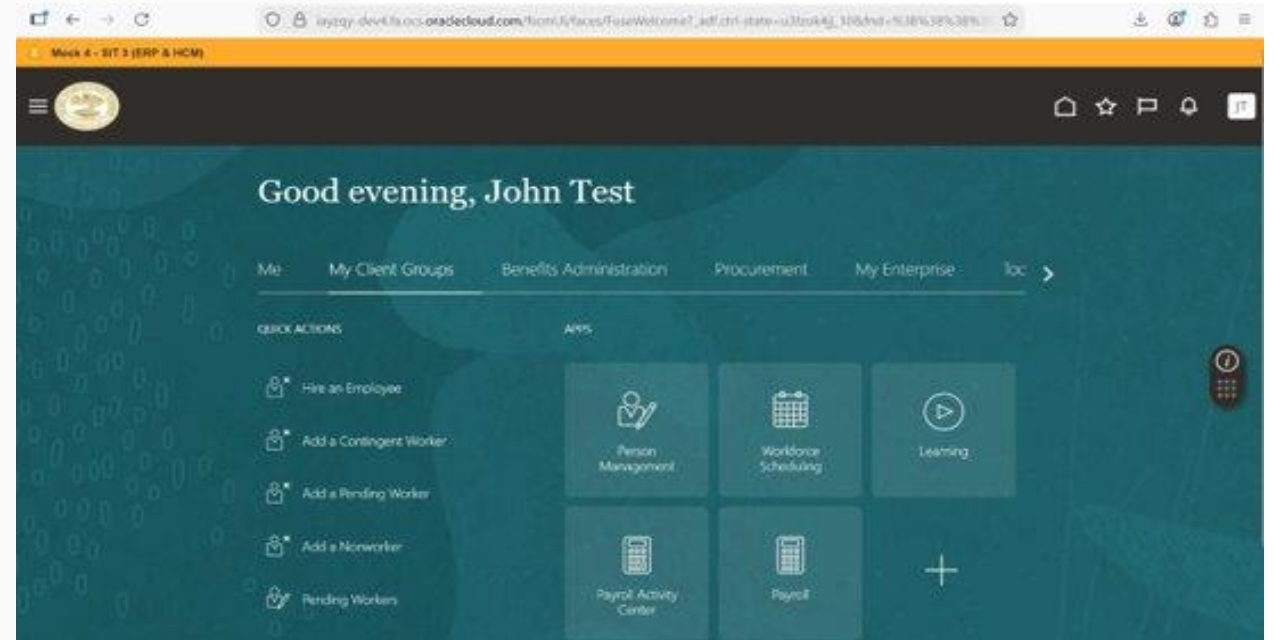 Mock 4 - SIT 3 (ERP & HCM)
JT
Good evening, John Test
Me My Client Groups Benefits Administration Procurement My Enterprise Too
QUICK ACTIONS
APPS
Hire an Employee
Add a Contingent Worker
Add a Pending Worker
Add a Nonworker
Pending Workers
Person Management
Workforce Scheduling
Learning
Payroll Activity Center
Payroll